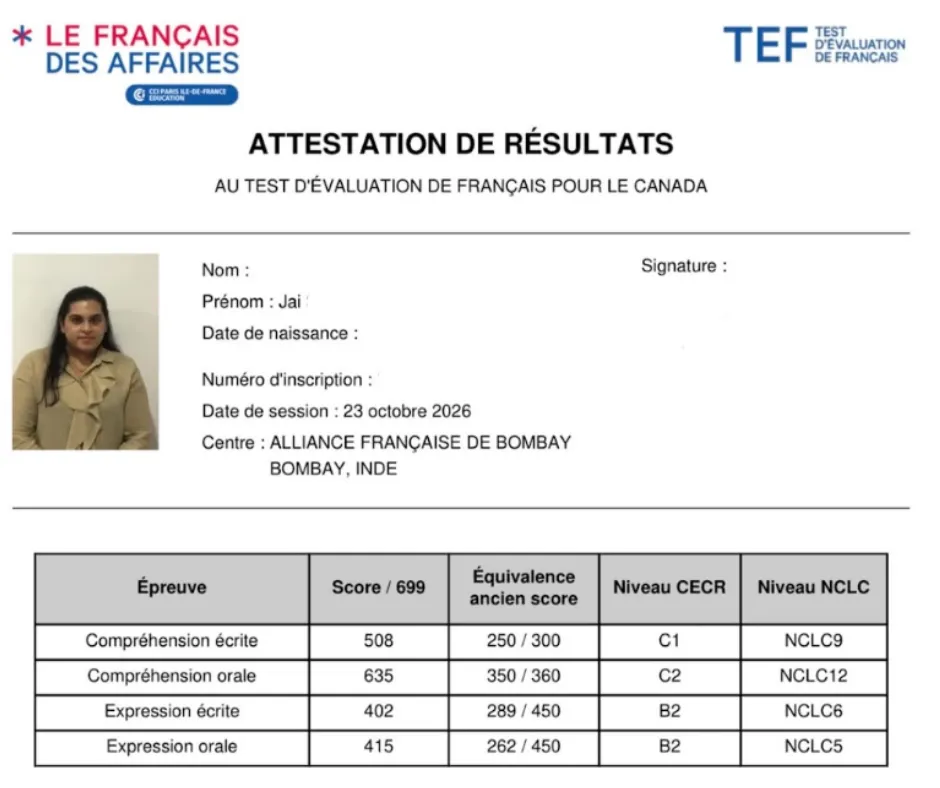 LE FRANÇAIS
DES AFFAIRES
CCI PARIS ILE-DE-FRANCE
EDUCATION
TEF TEST
D'ÉVALUATION
DE FRANÇAIS
ATTESTATION DE RÉSULTATS
AU TEST D'ÉVALUATION DE FRANÇAIS POUR LE CANADA
Nom :
Signature :
Prénom : Jai
Date de naissance :
Numéro d'inscription :
Date de session : 23 octobre 2026
Centre : ALLIANCE FRANÇAISE DE BOMBAY
BOMBAY, INDE
Épreuve Score / 699 Équivalence ancien score Niveau CECR Niveau NCLC
Compréhension écrite 508 250 / 300 C1 NCLC9
Compréhension orale 635 350 / 360 C2 NCLC12
Expression écrite 402 289 / 450 B2 NCLC6
Expression orale 415 262 / 450 B2 NCLC5